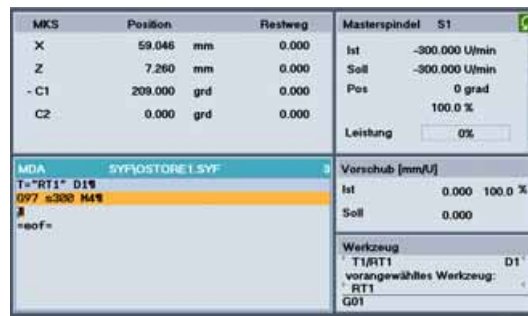 MKS Position Restweg
X 59.046 mm 0.000
Z 7.260 mm 0.000
- C1 209.000 grd 0.000
C2 0.000 grd 0.000
Masterspindel S1
Ist -300.000 U/min
Soll -300.000 U/min
Pos 0 grad
100.0 %
Leistung 0%
MDA SYF\OSTORE1.SYF 3
T="RT1" D1¶
G97 s300 M4¶
¶
=eof=
Vorschub [mm/U]
Ist 0.000 100.0 %
Soll 0.000
Werkzeug
T1/RT1 D1
vorangewähltes Werkzeug:
RT1
G01